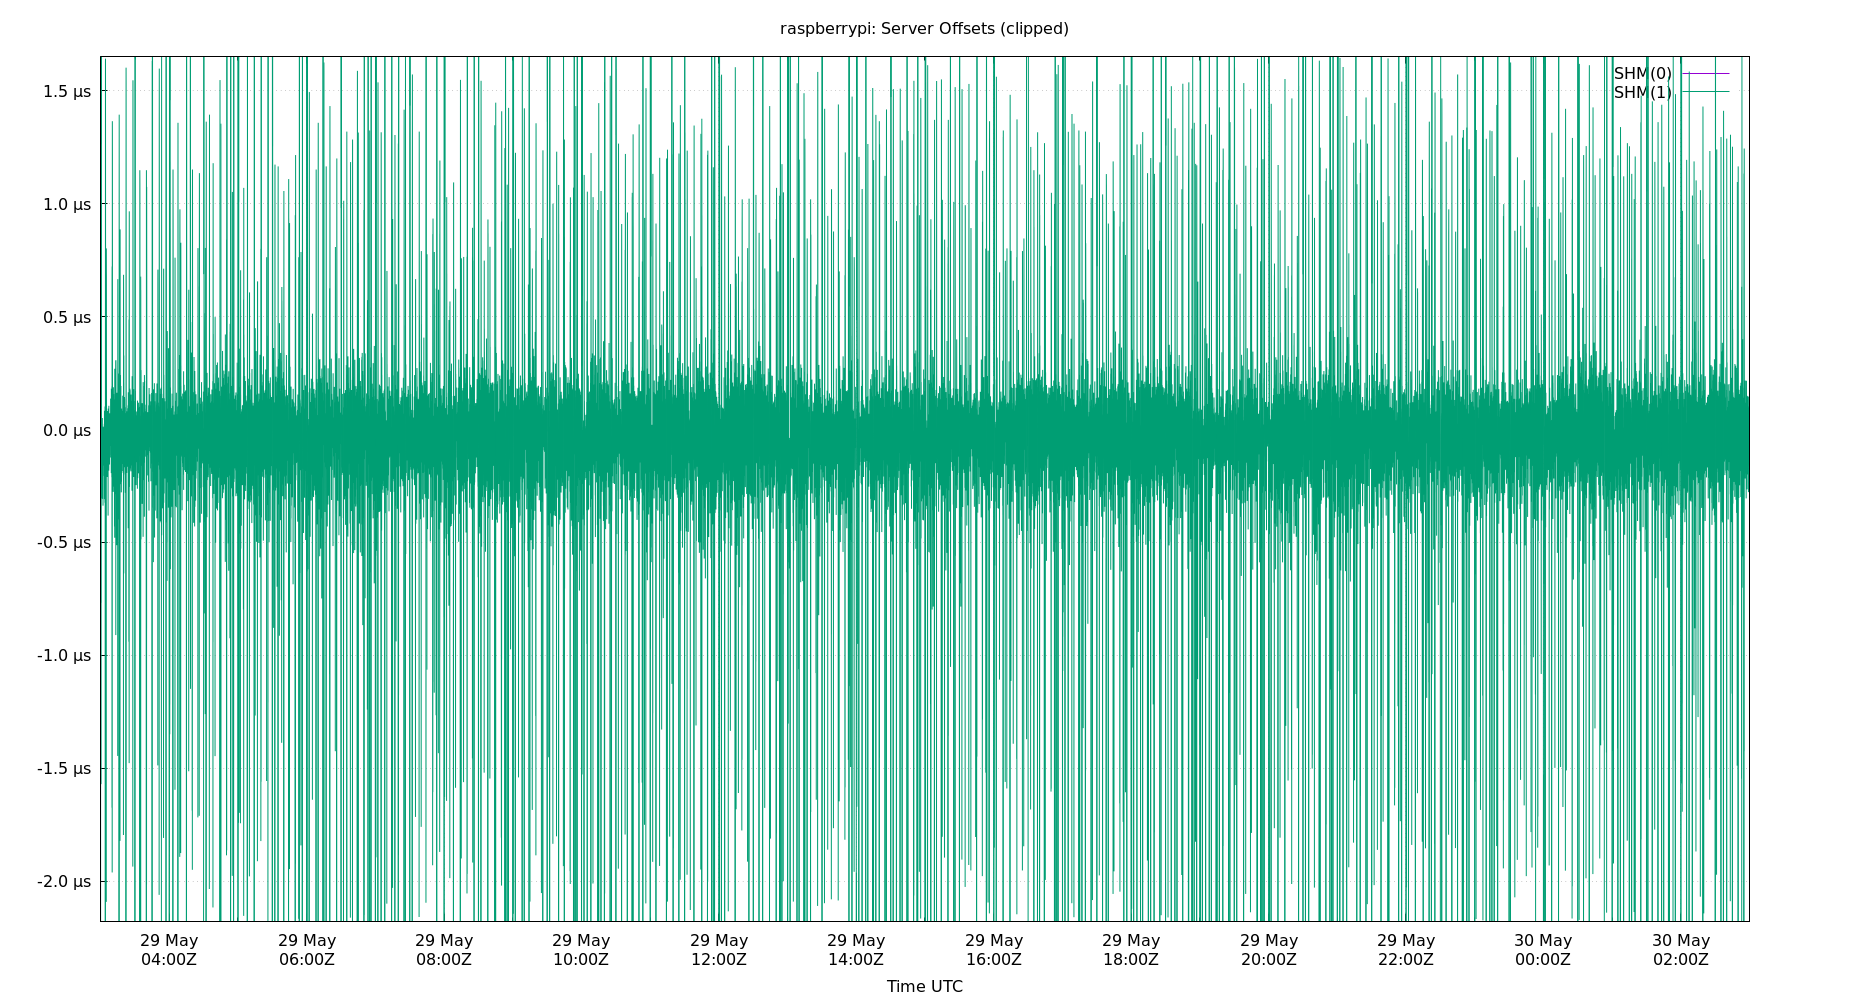 raspberrypi: Server Offsets (clipped)
SHM(0)
SHM(1)
1.5 µs
1.0 µs
0.5 µs
0.0 µs
-0.5 µs
-1.0 µs
-1.5 µs
-2.0 µs
29 May 29 May 29 May 29 May 29 May 29 May 29 May 29 May 29 May 29 May 30 May 30 May
04:00Z 06:00Z 08:00Z 10:00Z 12:00Z 14:00Z 16:00Z 18:00Z 20:00Z 22:00Z 00:00Z 02:00Z
Time UTC